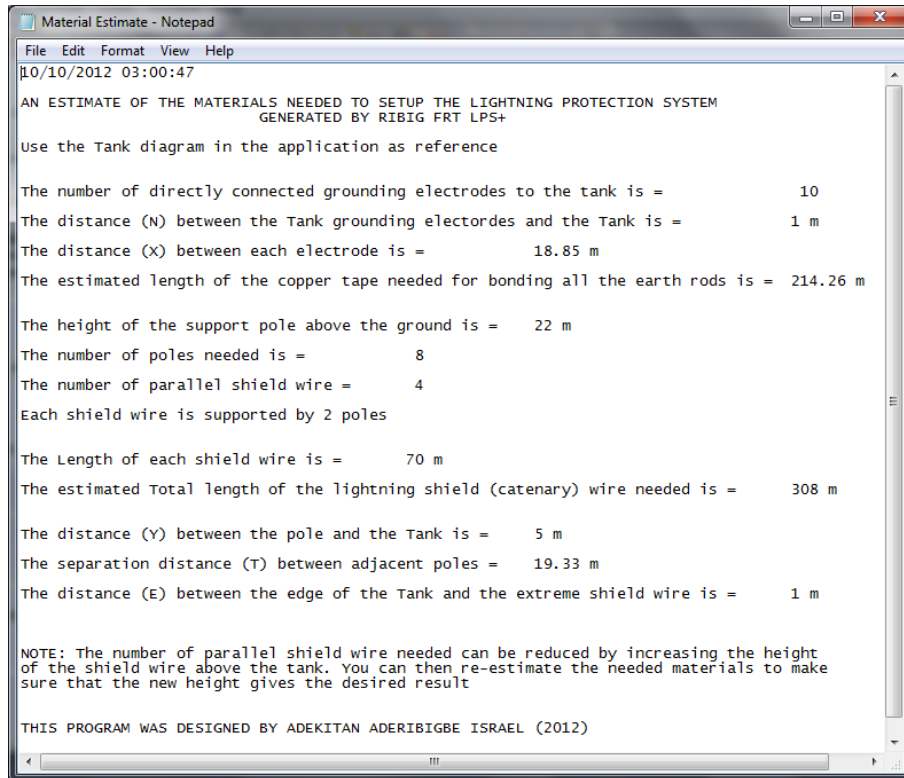 Material Estimate - Notepad
File Edit Format View Help
10/10/2012 03:00:47
AN ESTIMATE OF THE MATERIALS NEEDED TO SETUP THE LIGHTNING PROTECTION SYSTEM
GENERATED BY RIBIG FRT LPS+
Use the Tank diagram in the application as reference
The number of directly connected grounding electrodes to the tank is = 10
The distance (N) between the Tank grounding electordes and the Tank is = 1 m
The distance (X) between each electrode is = 18.85 m
The estimated length of the copper tape needed for bonding all the earth rods is = 214.26 m
The height of the support pole above the ground is = 22 m
The number of poles needed is = 8
The number of parallel shield wire = 4
Each shield wire is supported by 2 poles
The Length of each shield wire is = 70 m
The estimated Total length of the lightning shield (catenary) wire needed is = 308 m
The distance (Y) between the pole and the Tank is = 5 m
The separation distance (T) between adjacent poles = 19.33 m
The distance (E) between the edge of the Tank and the extreme shield wire is = 1 m
NOTE: The number of parallel shield wire needed can be reduced by increasing the height
of the shield wire above the tank. You can then re-estimate the needed materials to make
sure that the new height gives the desired result
THIS PROGRAM WAS DESIGNED BY ADEKITAN ADERIBIGBE ISRAEL (2012)